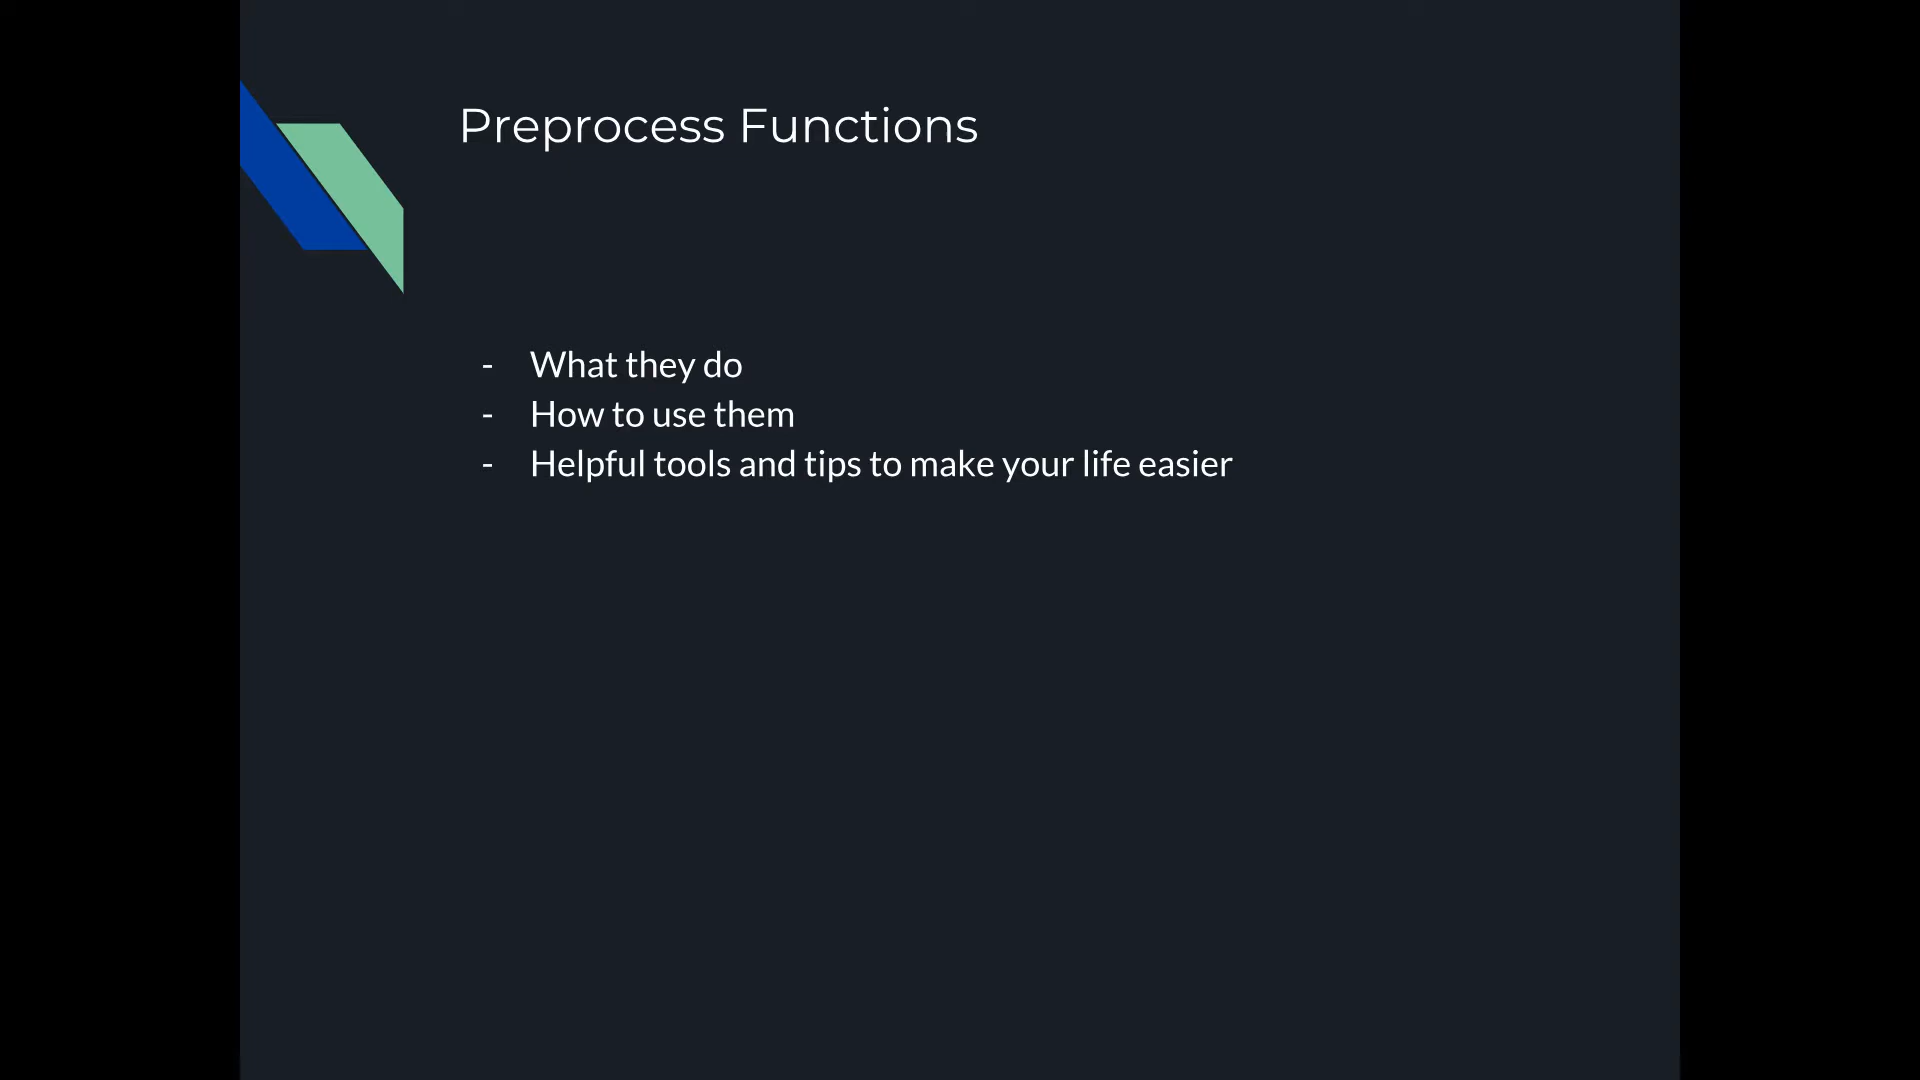 Preprocess Functions
- What they do
- How to use them
- Helpful tools and tips to make your life easier